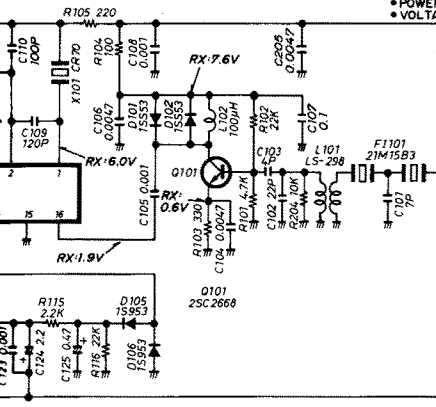 • POWER
• VOLTA
R105 220
C110
100P
CR70
X101
R104
100
C108
0.001
RX:7.6V
C205
0.0047
C109
120P
RX:6.0V
C106
0.0047
D101
1SS53
D102
1SS53
L102
100μH
R102
22K
C107
0.1
2
1
15
16
RX:1.9V
C105 0.001
RX:
0.6V
Q101
C103
4P
L101
LS-298
FI101
21M15B3
R103 330
C104 0.0047
R101 4.7K
C102 22P
R204 10K
C101
7P
Q101
2SC2668
R115
2.2K
D105
1S953
C123 0.001
C124 2.2
C125 0.47
R116 22K
D106
1S953